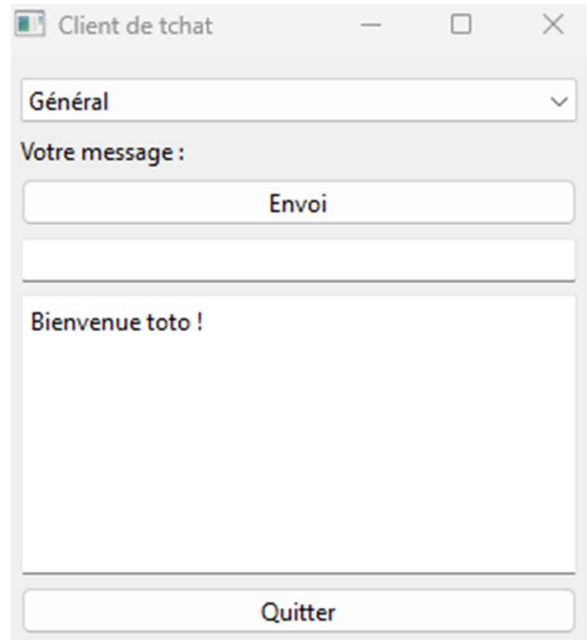 Client de tchat
Général
Votre message :
Envoi
Bienvenue toto !
Quitter